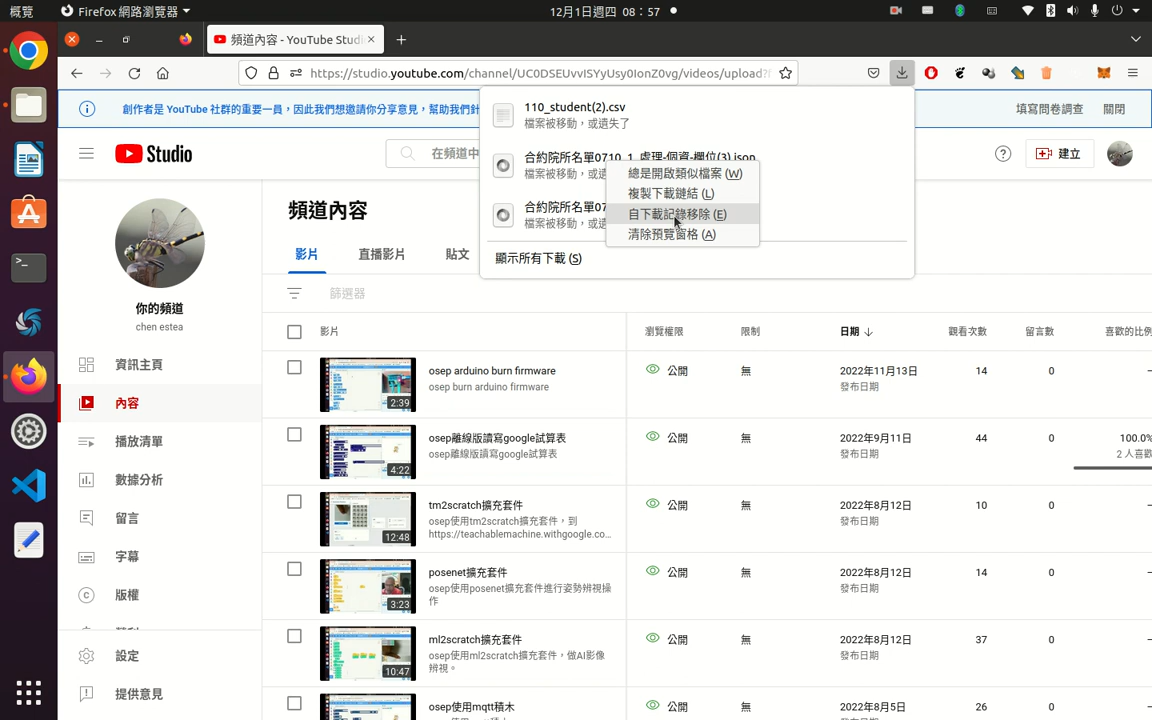 概覽
Firefox 網路瀏覽器
12月1日週四 08：57
頻道內容 - YouTube Studi
https://studio.youtube.com/channel/UC0DSEUvvISYyUsy0IonZ0vg/videos/upload?
創作者是 YouTube 社群的重要一員，因此我們想邀請你分享意見，幫助我們
填寫問卷調查
關閉
110_student(2).csv
檔案被移動，或遺失了
合約院所名單0710_1_處理-個資-欄位(3).json
檔案被移動，或
合約院所名單07
檔案被移動，或
顯示所有下載 (S)
總是開啟類似檔案 (W)
複製下載鏈結 (L)
自下載記錄移除 (E)
清除預覽窗格 (A)
Studio
在頻道中
建立
你的頻道
chen estea
資訊主頁
內容
播放清單
數據分析
留言
字幕
版權
設定
提供意見
頻道內容
影片
直播影片
貼文
篩選器
影片
瀏覽權限
限制
日期
觀看次數
留言數
喜歡的比例
2:39
osep arduino burn firmware
osep burn arduino firmware
公開
無
2022年11月13日
發布日期
14
0
–
4:22
osep離線版讀寫google試算表
osep離線版讀寫google試算表
公開
無
2022年9月11日
發布日期
44
0
100.0%
2 人喜歡
12:48
tm2scratch擴充套件
osep使用tm2scratch擴充套件，到
https://teachablemachine.withgoogle.co...
公開
無
2022年8月12日
發布日期
10
0
–
3:23
posenet擴充套件
osep使用posenet擴充套件進行姿勢辨視操
作
公開
無
2022年8月12日
發布日期
14
0
–
10:47
ml2scratch擴充套件
osep使用ml2scratch擴充套件，做AI影像
辨視。
公開
無
2022年8月12日
發布日期
37
0
–
osep使用mqtt積木
公開
無
2022年8月5日
26
0
–